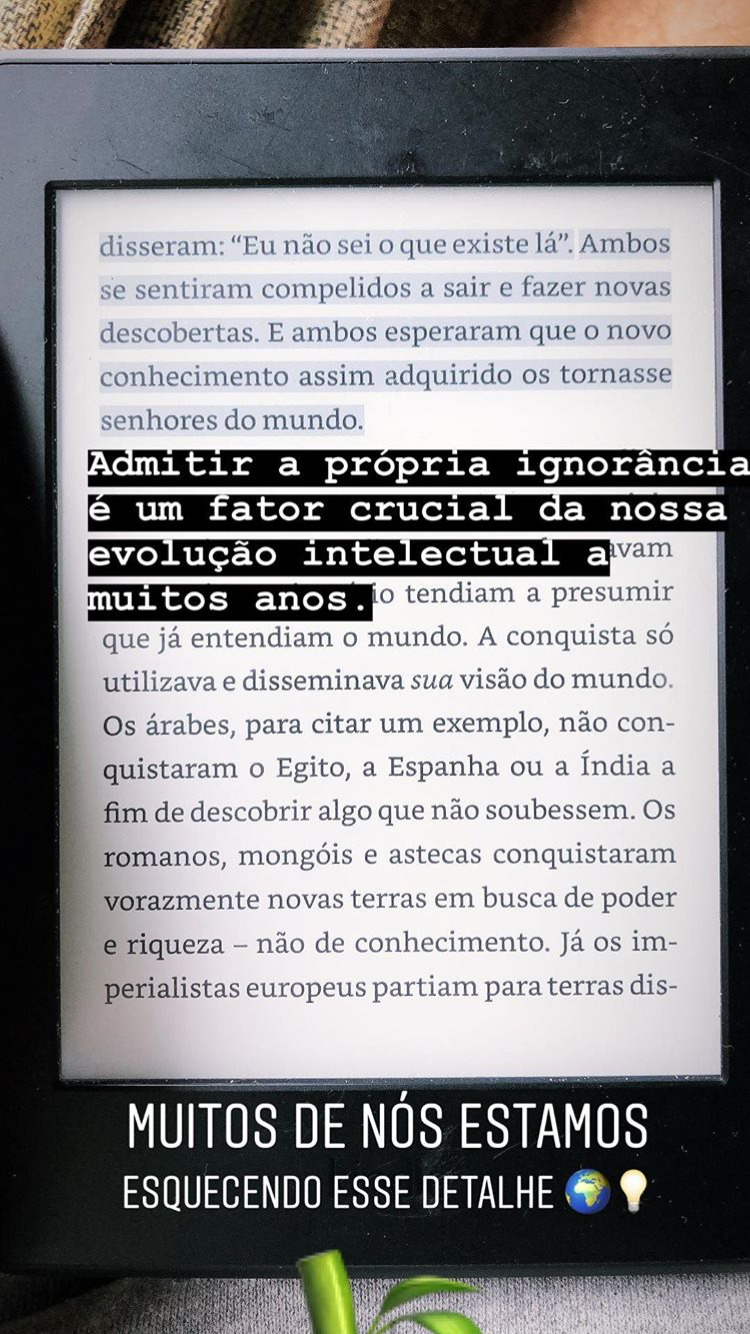 disseram: “Eu não sei o que existe lá”. Ambos
se sentiram compelidos a sair e fazer novas
descobertas. E ambos esperaram que o novo
conhecimento assim adquirido os tornasse
senhores do mundo.
Admitir a própria ignorância
é um fator crucial da nossa
evolução intelectual a
muitos anos.
tendiam a presumir
que já entendiam o mundo. A conquista só
utilizava e disseminava sua visão do mundo.
Os árabes, para citar um exemplo, não con-
quistaram o Egito, a Espanha ou a Índia a
fim de descobrir algo que não soubessem. Os
romanos, mongóis e astecas conquistaram
vorazmente novas terras em busca de poder
e riqueza – não de conhecimento. Já os im-
perialistas europeus partiam para terras dis-
MUITOS DE NÓS ESTAMOS
ESQUECENDO ESSE DETALHE 🌍💡